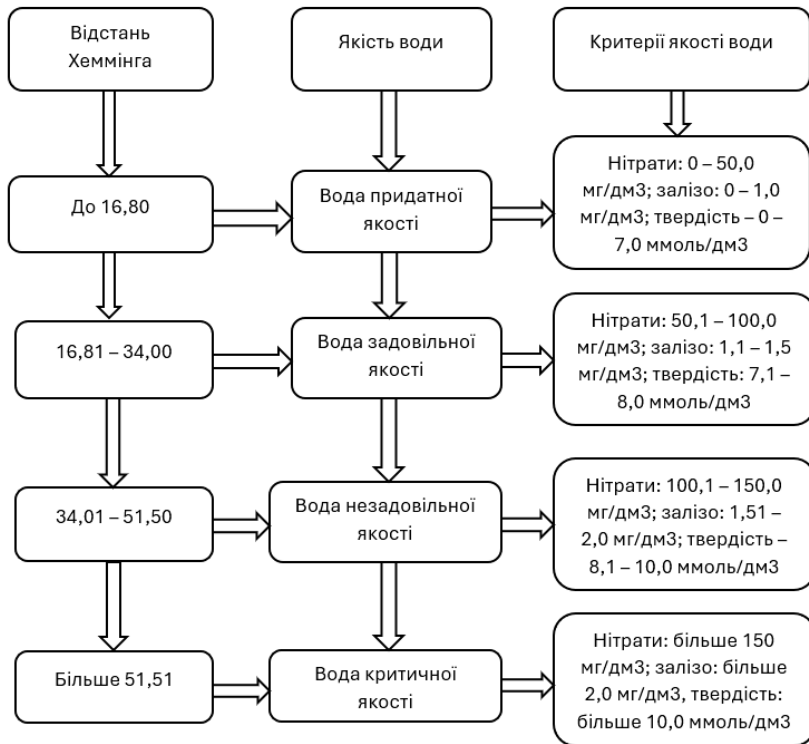 Відстань
Хеммінга
Якість води
Критерії якості води
До 16,80
Вода придатної
якості
Нітрати: 0 – 50,0
мг/дм3; залізо: 0 – 1,0
мг/дм3; твердість – 0 –
7,0 ммоль/дм3
16,81 – 34,00
Вода задовільної
якості
Нітрати: 50,1 – 100,0
мг/дм3; залізо: 1,1 – 1,5
мг/дм3; твердість: 7,1 –
8,0 ммоль/дм3
34,01 – 51,50
Вода незадовільної
якості
Нітрати: 100,1 – 150,0
мг/дм3; залізо: 1,51
– 2,0 мг/дм3; твердість –
8,1 – 10,0 ммоль/дм3
Більше 51,51
Вода критичної
якості
Нітрати: більше 150
мг/дм3; залізо: більше
2,0 мг/дм3, твердість:
більше 10,0 ммоль/дм3